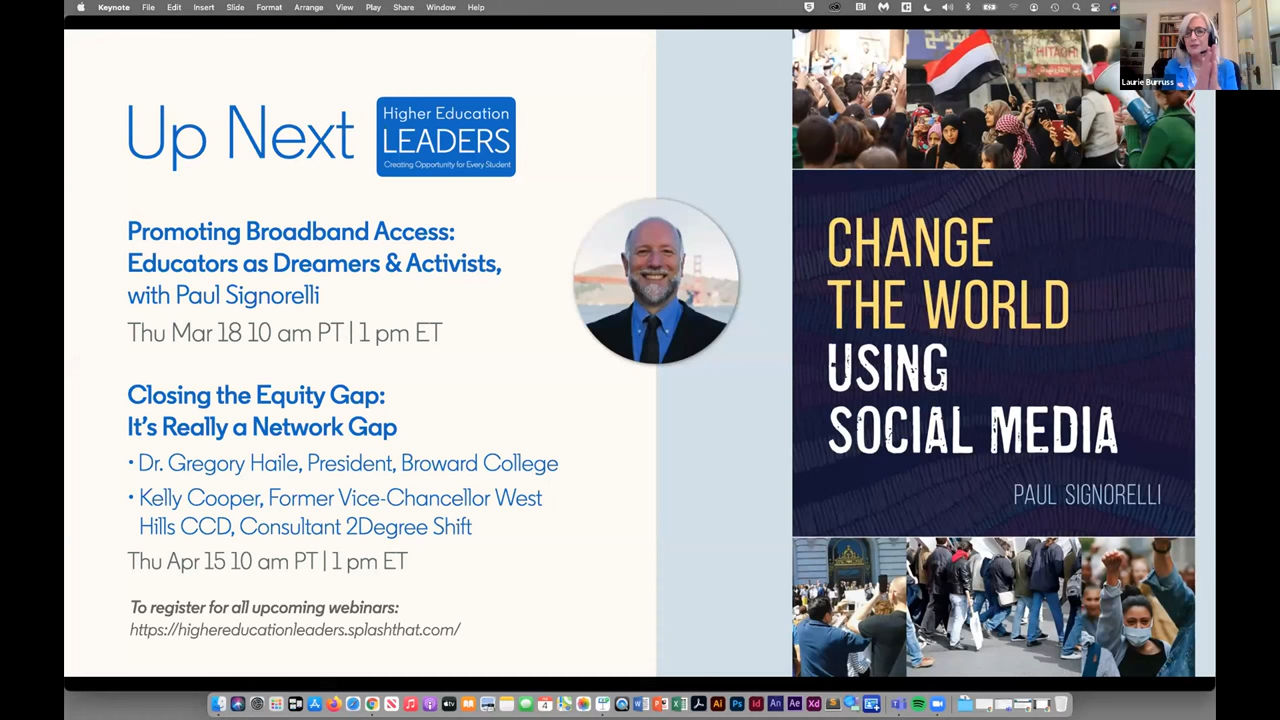 Keynote File Edit Insert Slide Format Arrange View Play Share Window Help
Laurie Burruss
Up Next
Higher Education
LEADERS
Creating Opportunity for Every Student
Promoting Broadband Access:
Educators as Dreamers & Activists,
with Paul Signorelli
Thu Mar 18 10 am PT | 1 pm ET
Closing the Equity Gap:
It's Really a Network Gap
• Dr. Gregory Haile, President, Broward College
• Kelly Cooper, Former Vice-Chancellor West
Hills CCD, Consultant 2Degree Shift
Thu Apr 15 10 am PT | 1 pm ET
To register for all upcoming webinars:
https://highereducationleaders.splashthat.com/
HITACHI
CHANGE
THE WORLD
USING
SOCIAL MEDIA
PAUL SIGNORELLI